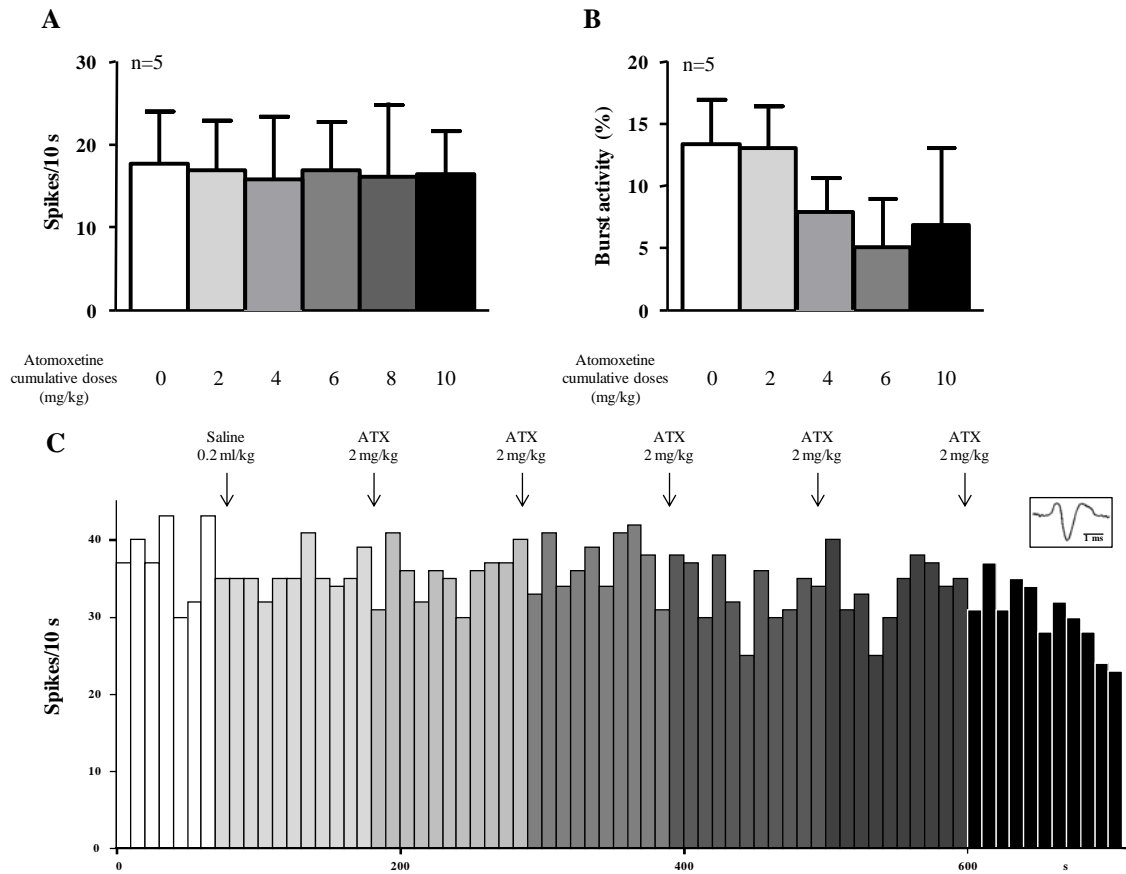 A
n=5
30
20
10
0
Spikes/10 s
Atomoxetine
cumulative doses
(mg/kg)
0 2 4 6 8 10
B
n=5
20
15
10
5
0
Burst activity (%)
Atomoxetine
cumulative doses
(mg/kg)
0 2 4 6 10
C
Saline
0.2 ml/kg
ATX
2 mg/kg
ATX
2 mg/kg
ATX
2 mg/kg
ATX
2 mg/kg
ATX
2 mg/kg
1 ms
40
30
20
10
0
Spikes/10 s
0 200 400 600 s